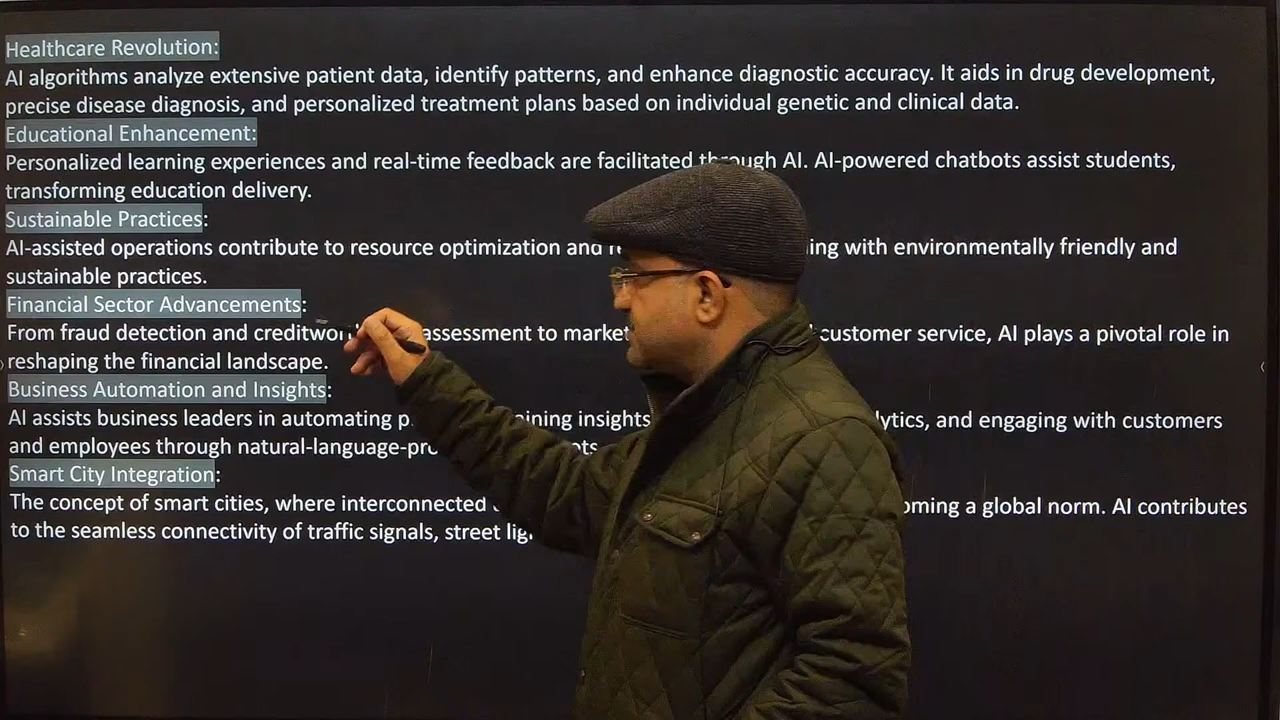 Healthcare Revolution:
AI algorithms analyze extensive patient data, identify patterns, and enhance diagnostic accuracy. It aids in drug development,
precise disease diagnosis, and personalized treatment plans based on individual genetic and clinical data.
Educational Enhancement:
Personalized learning experiences and real-time feedback are facilitated through AI. AI-powered chatbots assist students,
transforming education delivery.
Sustainable Practices:
AI-assisted operations contribute to resource optimization and with environmentally friendly and
sustainable practices.
Financial Sector Advancements:
From fraud detection and assessment to market customer service, AI plays a pivotal role in
reshaping the financial landscape.
Business Automation and Insights:
AI assists business leaders in automating insights and engaging with customers
and employees through
Smart City Integration:
The concept of smart cities, where interconnected a global norm. AI contributes
to the seamless connectivity of traffic signals, street